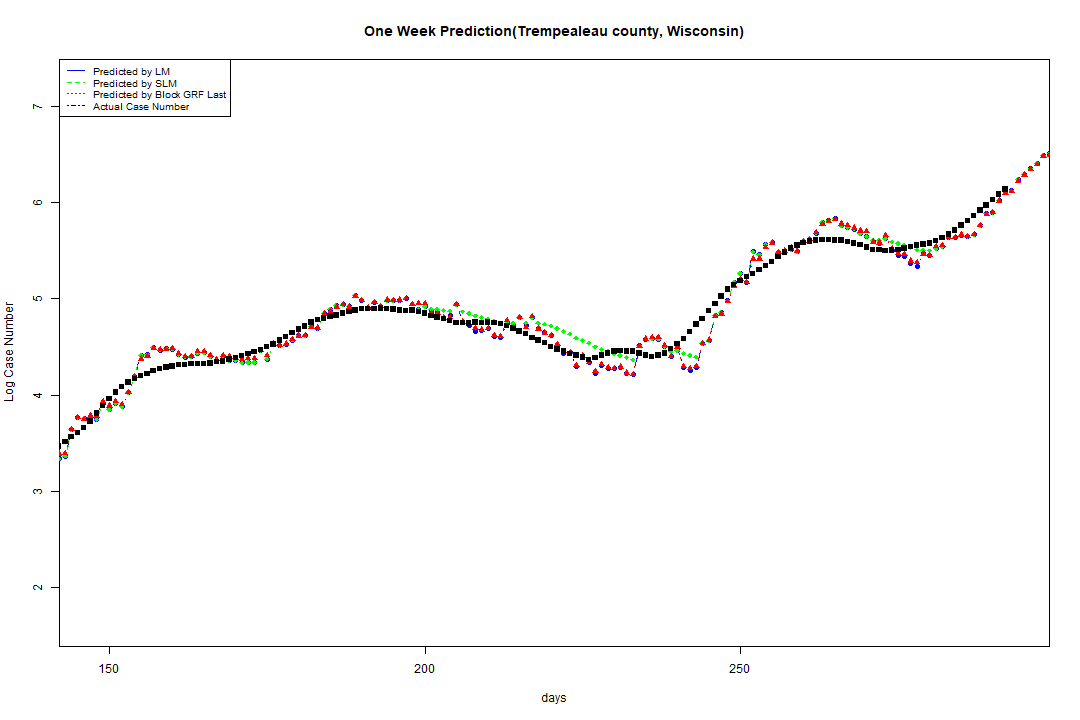 One Week Prediction(Trempealeau county, Wisconsin)
Predicted by LM
Predicted by SLM
Predicted by Block GRF Last
Actual Case Number
7
6
5
4
3
2
Log Case Number
150 200 250
days